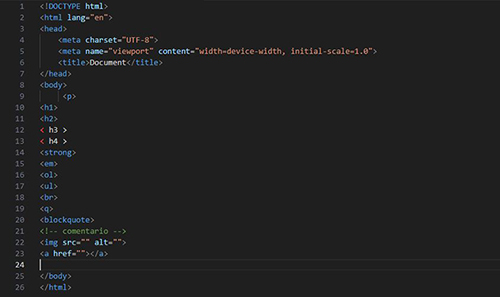 1 <!DOCTYPE html>
2 <html lang="en">
3 <head>
4 <meta charset="UTF-8">
5 <meta name="viewport" content="width=device-width, initial-scale=1.0">
6 <title>Document</title>
7 </head>
8 <body>
9 <p>
10 <h1>
11 <h2>
12 < h3 >
13 < h4 >
14 <strong>
15 <em>
16 <ol>
17 <ul>
18 <br>
19 <q>
20 <blockquote>
21 <!-- comentario -->
22 <img src="" alt="">
23 <a href=""></a>
24
25 </body>
26 </html>